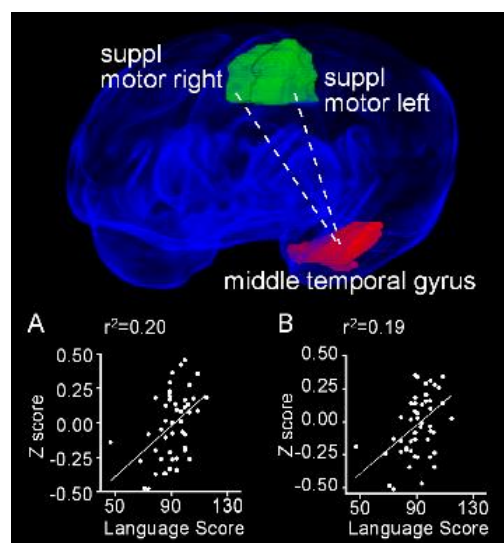 suppl
motor right
suppl
motor left
middle temporal gyrus
A r²=0.20
0.50
0.25
0.00
-0.25
-0.50
Z score
50 90 130
Language Score
B r²=0.19
0.50
0.25
0.00
-0.25
-0.50
Z score
50 90 130
Language Score